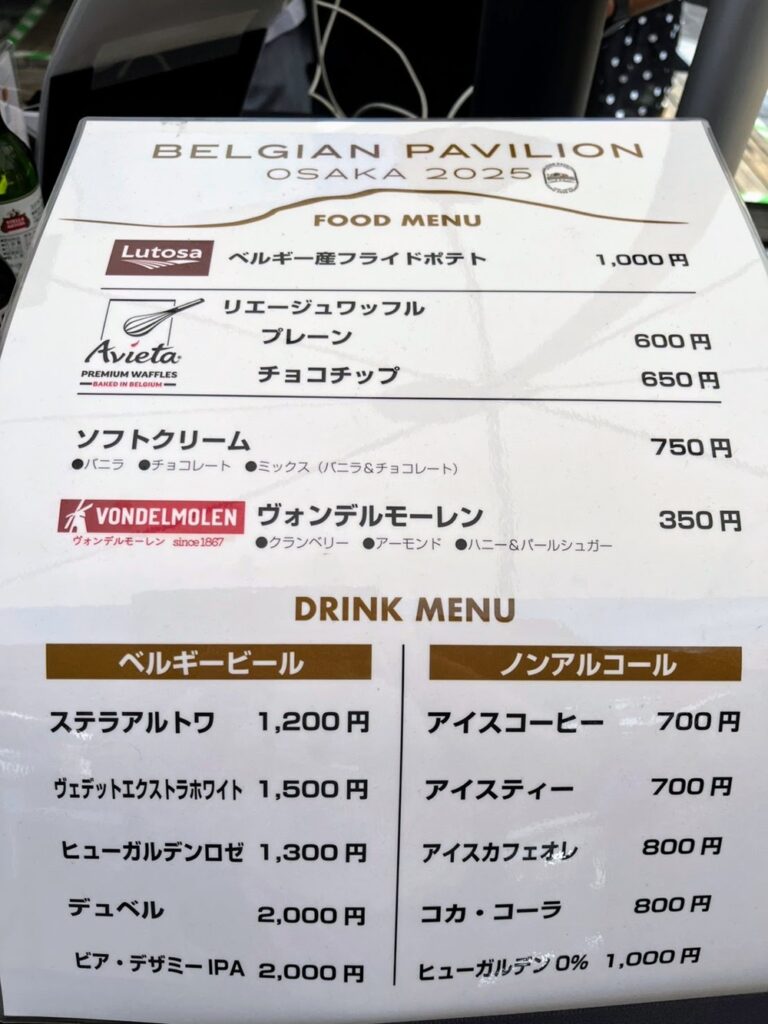 BELGIAN PAVILION
OSAKA 2025
FOOD MENU
Lutosa ベルギー産フライドポテト 1,000円
リエージュワッフル
プレーン 600円
Avieta
PREMIUM WAFFLES
BAKED IN BELGIUM
チョコチップ 650円
ソフトクリーム 750円
●バニラ ●チョコレート ●ミックス（バニラ&チョコレート）
VONDELMOLEN ヴォンデルモーレン 350円
ヴォンデルモーレン since1867
●クランベリー ●アーモンド ●ハニー&パールシュガー
DRINK MENU
ベルギービール
ステラアルトワ 1,200円
ヴェデットエクストラホワイト 1,500円
ヒューガルデンロゼ 1,300円
デュベル 2,000円
ビア・デザミーIPA 2,000円
ノンアルコール
アイスコーヒー 700円
アイスティー 700円
アイスカフェオレ 800円
コカ・コーラ 800円
ヒューガルデン0% 1,000円